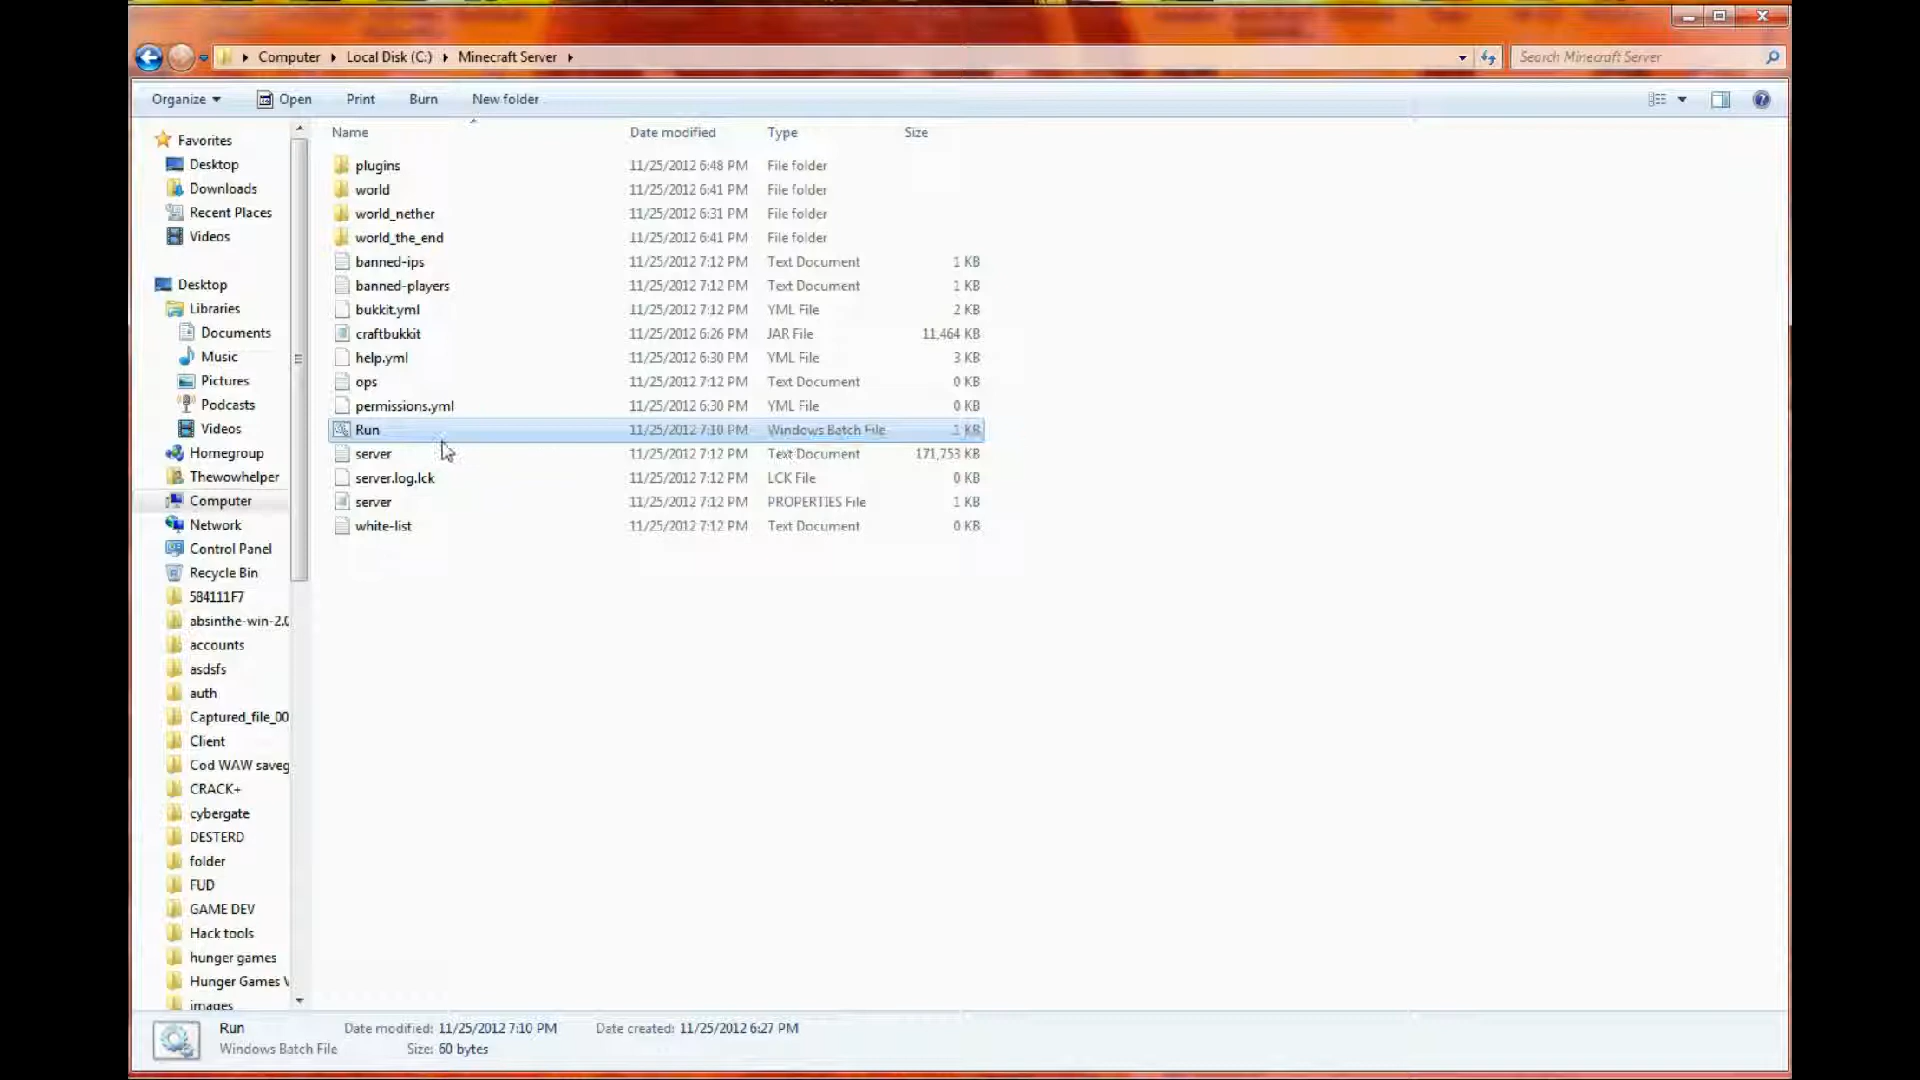 Computer Local Disk (C:) Minecraft Server
Search Minecraft Server
Organize Open Print Burn New folder
Name Date modified Type Size
plugins 11/25/2012 6:48 PM File folder
world 11/25/2012 6:41 PM File folder
world_nether 11/25/2012 6:31 PM File folder
world_the_end 11/25/2012 6:41 PM File folder
banned-ips 11/25/2012 7:12 PM Text Document 1 KB
banned-players 11/25/2012 7:12 PM Text Document 1 KB
bukkit.yml 11/25/2012 7:12 PM YML File 2 KB
craftbukkit 11/25/2012 6:26 PM JAR File 11,464 KB
help.yml 11/25/2012 6:30 PM YML File 3 KB
ops 11/25/2012 7:12 PM Text Document 0 KB
permissions.yml 11/25/2012 6:30 PM YML File 0 KB
Run 11/25/2012 7:10 PM Windows Batch File 1 KB
server 11/25/2012 7:12 PM Text Document 171,753 KB
server.log.lck 11/25/2012 7:12 PM LCK File 0 KB
server 11/25/2012 7:12 PM PROPERTIES File 1 KB
white-list 11/25/2012 7:12 PM Text Document 0 KB
Favorites
Desktop
Downloads
Recent Places
Videos
Desktop
Libraries
Documents
Music
Pictures
Podcasts
Videos
Homegroup
Thewowhelper
Computer
Network
Control Panel
Recycle Bin
584111F7
absinthe-win-2.0
accounts
asdsfs
auth
Captured_file_00
Client
Cod WAW saveg
CRACK+
cybergate
DESTERD
folder
FUD
GAME DEV
Hack tools
hunger games
Hunger Games V
images
Run Date modified: 11/25/2012 7:10 PM Date created: 11/25/2012 6:27 PM
Windows Batch File Size: 60 bytes